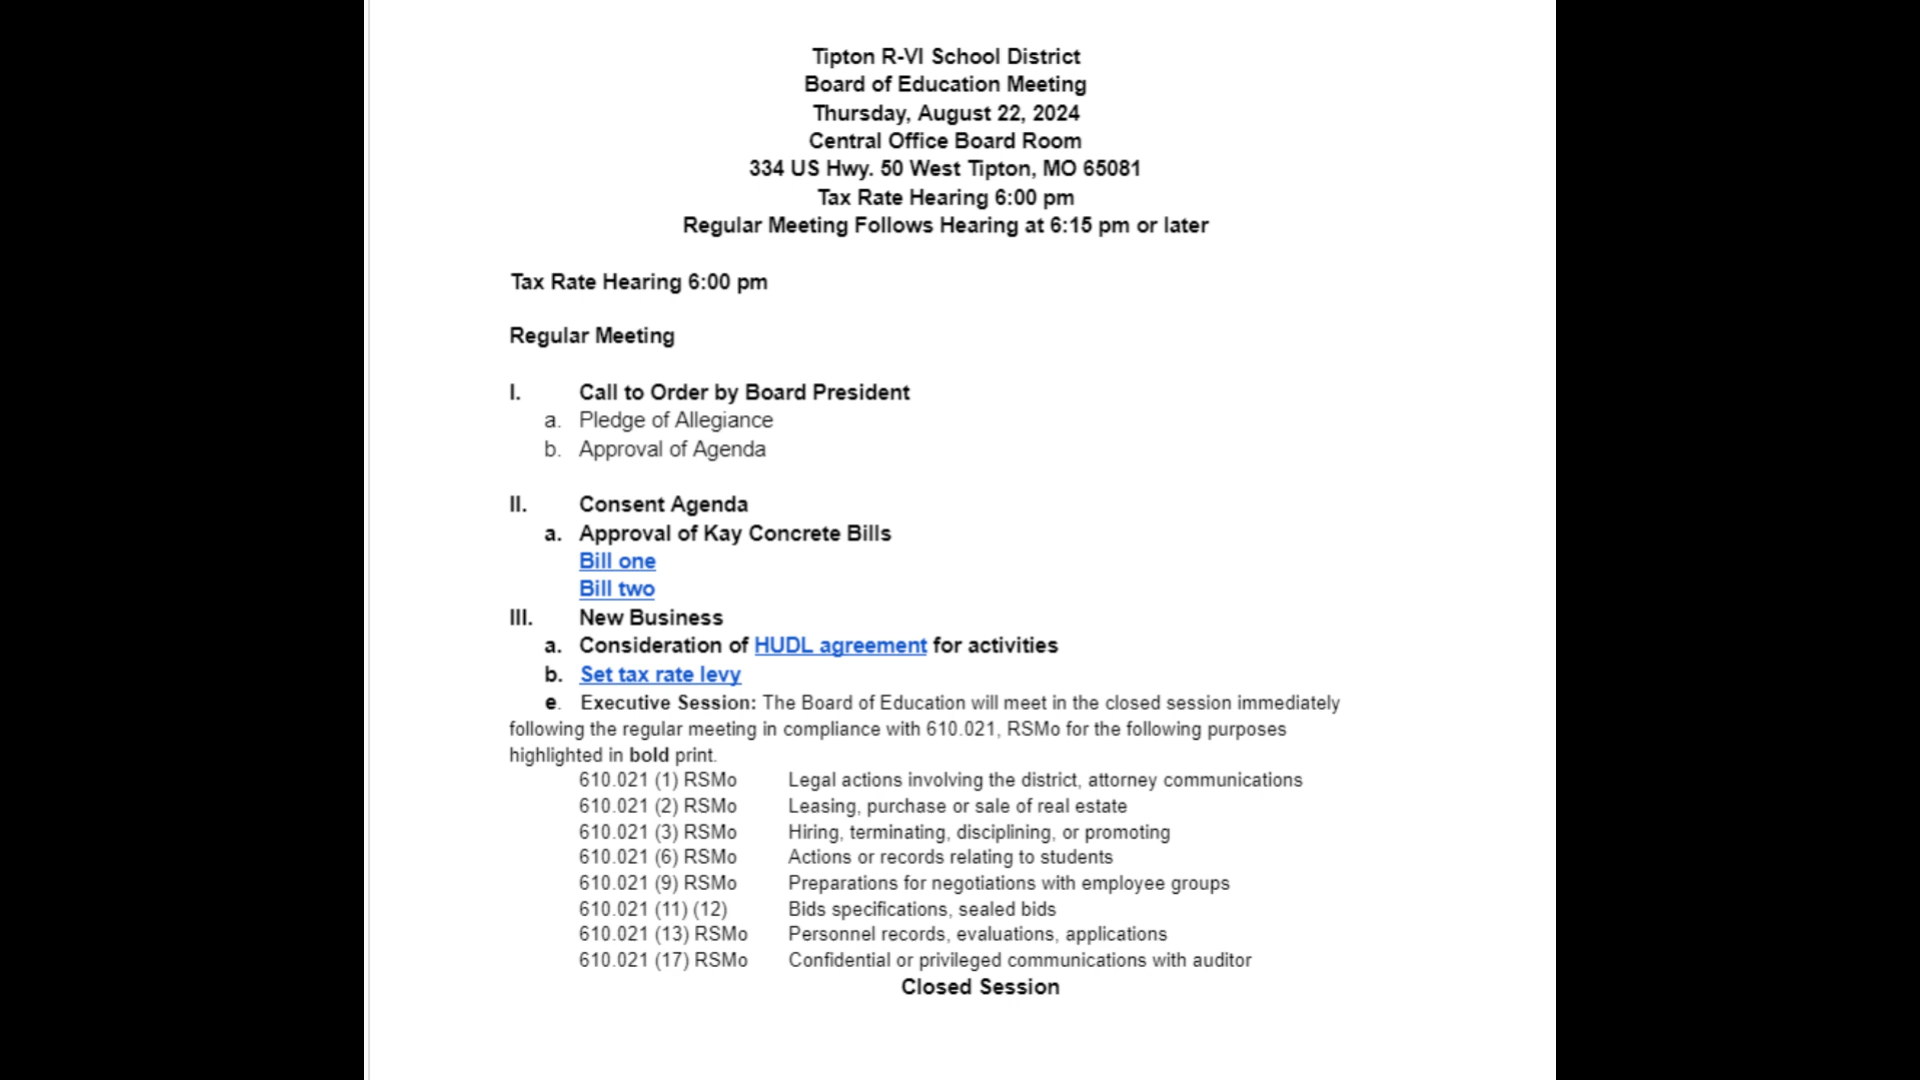 Tipton R-VI School District
Board of Education Meeting
Thursday, August 22, 2024
Central Office Board Room
334 US Hwy. 50 West Tipton, MO 65081
Tax Rate Hearing 6:00 pm
Regular Meeting Follows Hearing at 6:15 pm or later
Tax Rate Hearing 6:00 pm
Regular Meeting
I. Call to Order by Board President
a. Pledge of Allegiance
b. Approval of Agenda
II. Consent Agenda
a. Approval of Kay Concrete Bills
Bill one
Bill two
III. New Business
a. Consideration of HUDL agreement for activities
b. Set tax rate levy
e. Executive Session: The Board of Education will meet in the closed session immediately
following the regular meeting in compliance with 610.021, RSMo for the following purposes
highlighted in bold print.
610.021 (1) RSMo Legal actions involving the district, attorney communications
610.021 (2) RSMo Leasing, purchase or sale of real estate
610.021 (3) RSMo Hiring, terminating, disciplining, or promoting
610.021 (6) RSMo Actions or records relating to students
610.021 (9) RSMo Preparations for negotiations with employee groups
610.021 (11) (12) Bids specifications, sealed bids
610.021 (13) RSMo Personnel records, evaluations, applications
610.021 (17) RSMo Confidential or privileged communications with auditor
Closed Session